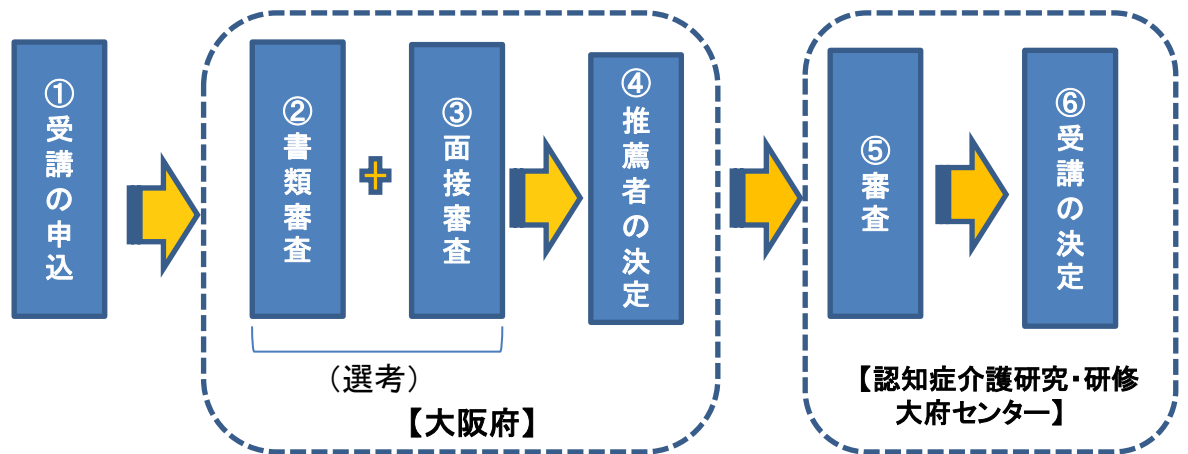 ①受講の申込
②書類審査
③面接審査
④推薦者の決定
⑤審査
⑥受講の決定
（選考）
【大阪府】
【認知症介護研究・研修
大府センター】